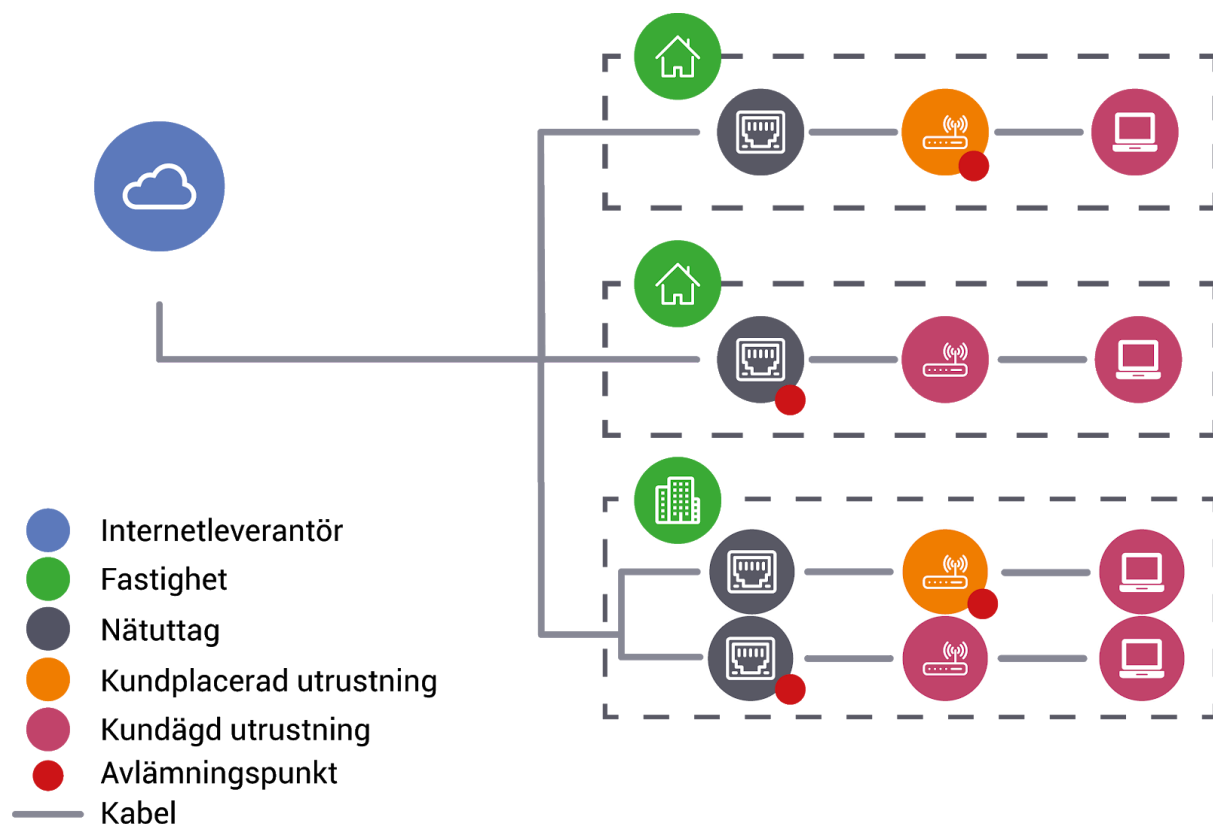 Internetleverantör
Fastighet
Nätuttag
Kundplacerad utrustning
Kundägd utrustning
Avlämningspunkt
Kabel